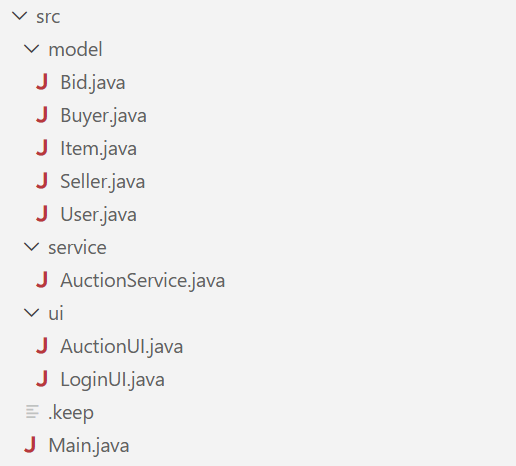 src
model
Bid.java
Buyer.java
Item.java
Seller.java
User.java
service
AuctionService.java
ui
AuctionUI.java
LoginUI.java
.keep
Main.java